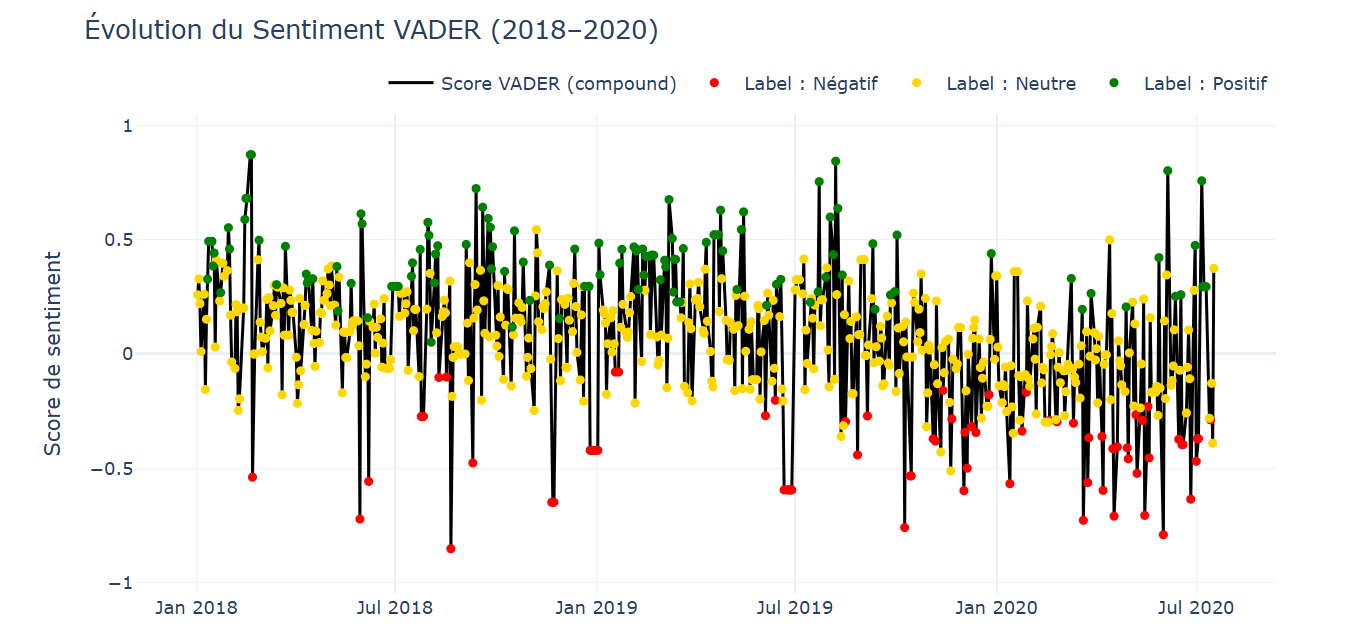 Évolution du Sentiment VADER (2018–2020)
Score VADER (compound) Label : Négatif Label : Neutre Label : Positif
Score de sentiment
1
0.5
0
−0.5
−1
Jan 2018 Jul 2018 Jan 2019 Jul 2019 Jan 2020 Jul 2020